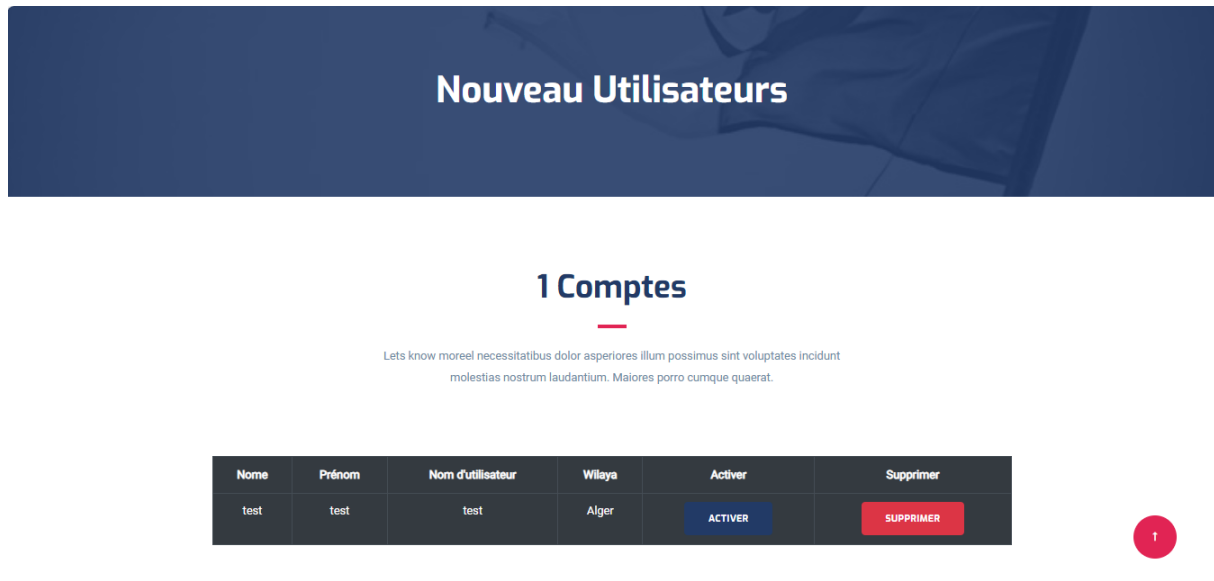 Nouveau Utilisateurs
1 Comptes
Lets know moreel necessitatibus dolor asperiores illum possimus sint voluptates incidunt
molestias nostrum laudantium. Maiores porro cumque quaerat.
Nome Prénom Nom d'utilisateur Wilaya Activer Supprimer
test test test Alger ACTIVER SUPPRIMER